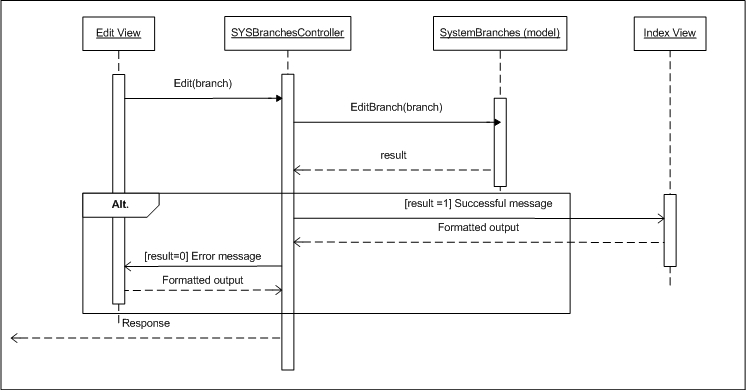 Edit View
SYSBranchesController
SystemBranches (model)
Index View
Edit(branch)
EditBranch(branch)
result
Alt.
[result =1] Successful message
Formatted output
[result=0] Error message
Formatted output
Response